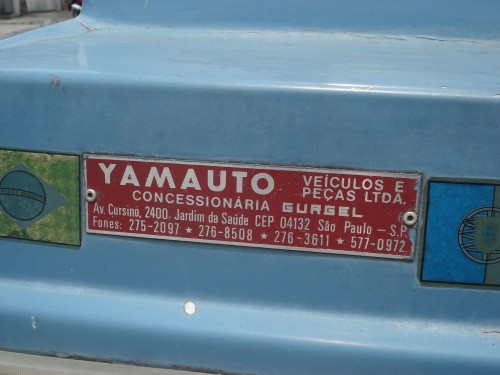 YAMAUTO VEÍCULOS E PEÇAS LTDA.
CONCESSIONÁRIA GURGEL
Av. Cursino, 2400, Jardim da Saúde CEP 04132 São Paulo - S.P.
Fones: 275-2097 ★ 276-8508 ★ 276-3611 ★ 577-0972